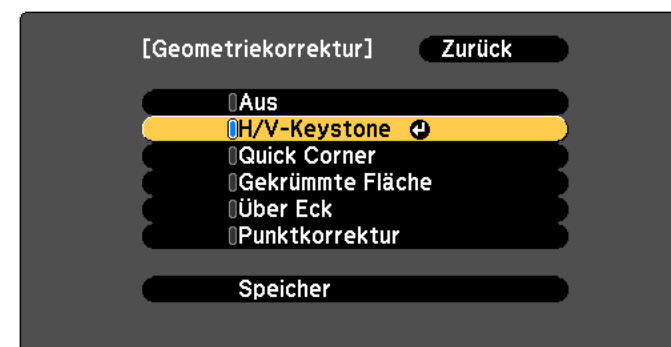 [Geometriekorrektur] Zurück
Aus
H/V-Keystone
Quick Corner
Gekrümmte Fläche
Über Eck
Punktkorrektur
Speicher